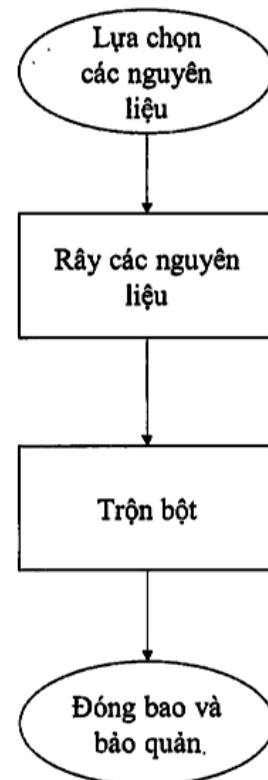 Lựa chọn
các nguyên
liệu
Rây các nguyên
liệu
Trộn bột
Đóng bao và
bảo quản.